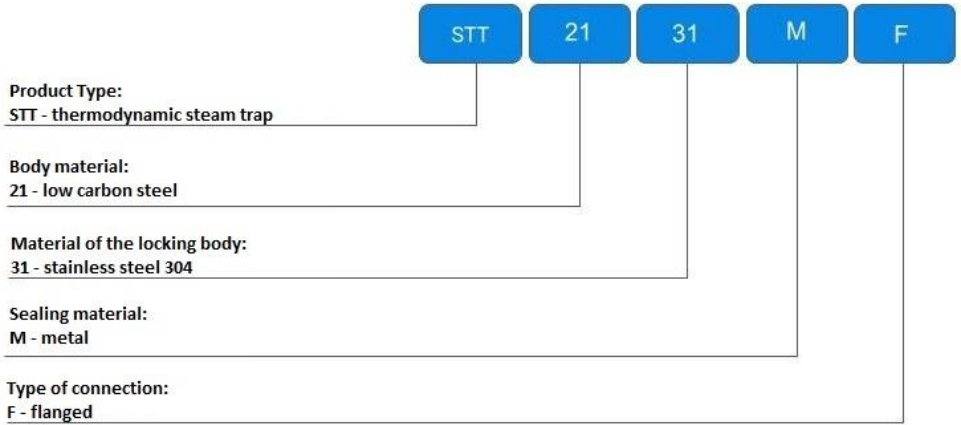 STT 21 31 M F
Product Type:
STT - thermodynamic steam trap
Body material:
21 - low carbon steel
Material of the locking body:
31 - stainless steel 304
Sealing material:
M - metal
Type of connection:
F - flanged